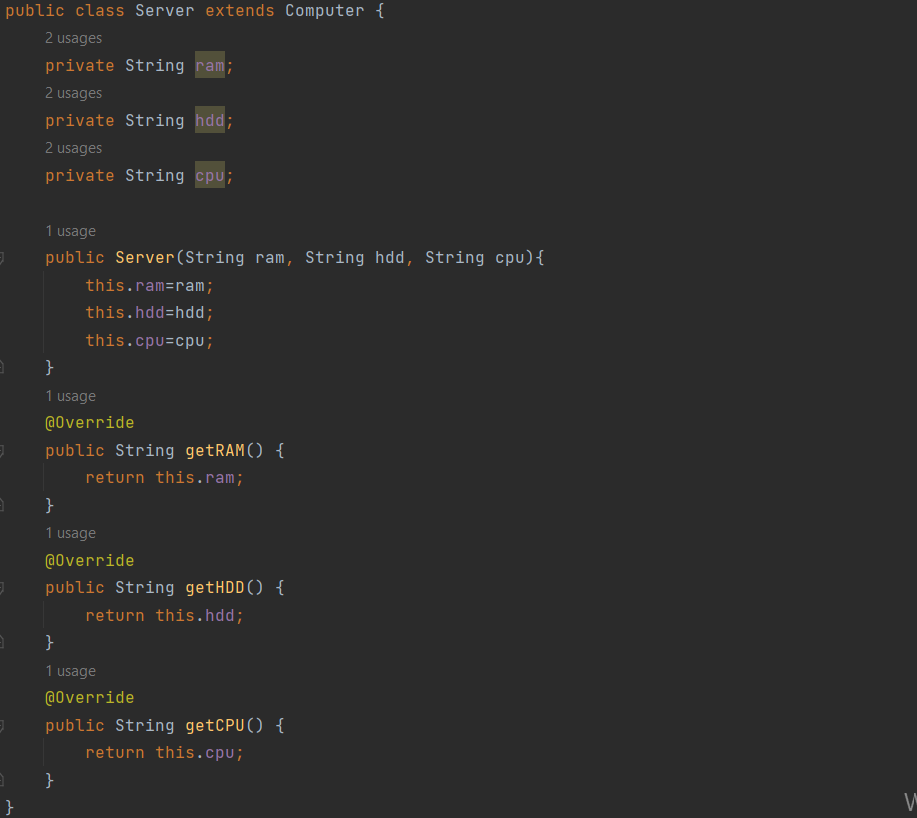 public class Server extends Computer {
2 usages
private String ram;
2 usages
private String hdd;
2 usages
private String cpu;
1 usage
public Server(String ram, String hdd, String cpu){
this.ram=ram;
this.hdd=hdd;
this.cpu=cpu;
}
1 usage
@Override
public String getRAM() {
return this.ram;
}
1 usage
@Override
public String getHDD() {
return this.hdd;
}
1 usage
@Override
public String getCPU() {
return this.cpu;
}
}